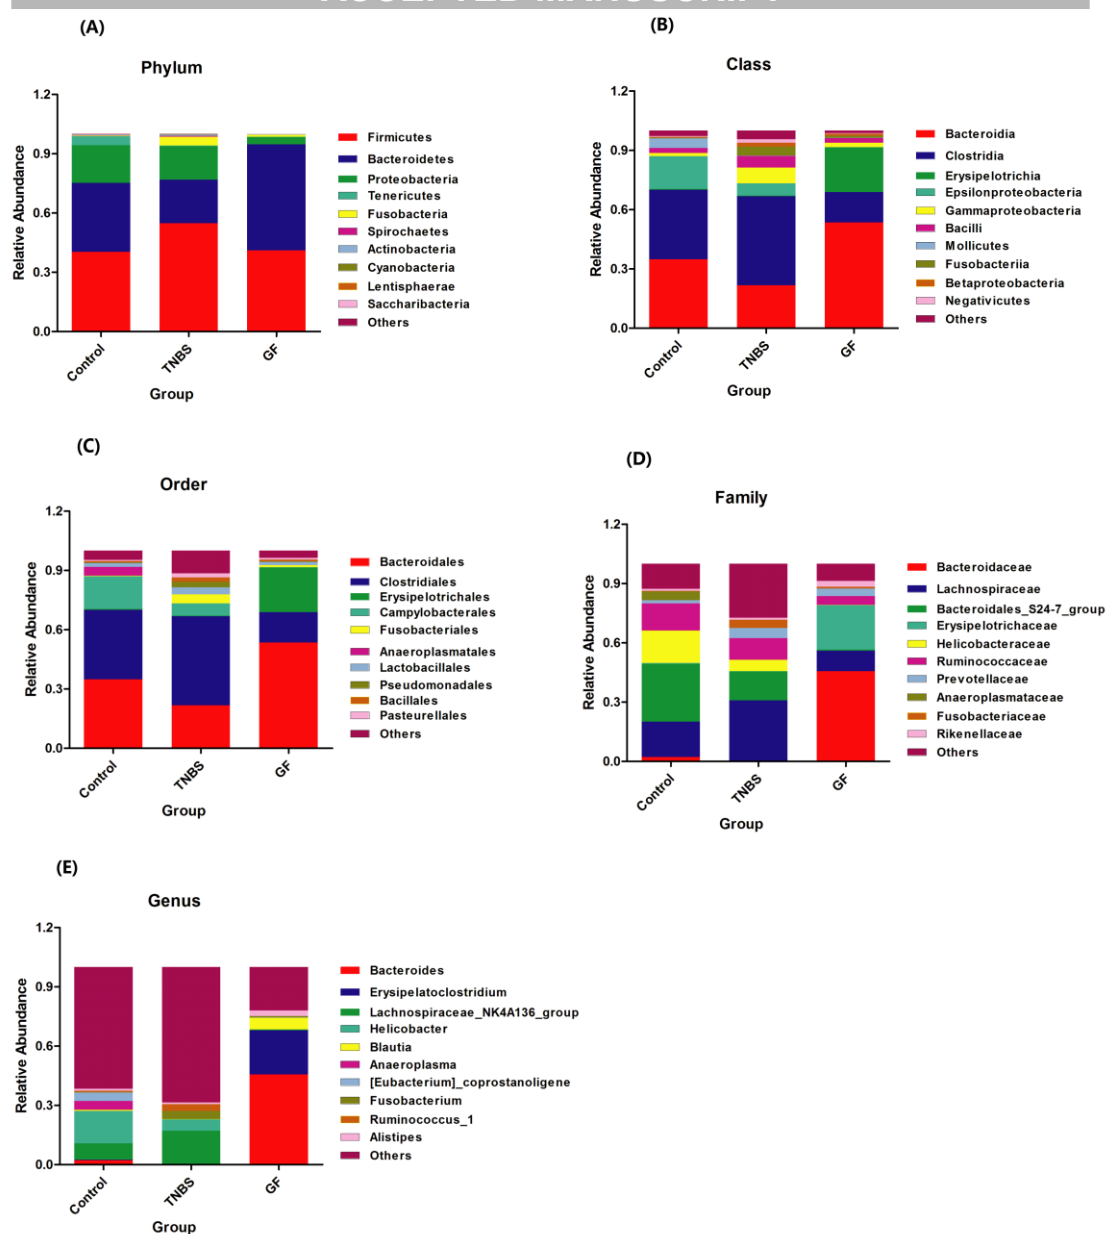 ACCEPTED MANUSCRIPT
(A)
Phylum
1.2
0.9
0.6
0.3
0.0
Relative Abundance
Control
TNBS
GF
Group
Firmicutes
Bacteroidetes
Proteobacteria
Tenericutes
Fusobacteria
Spirochaetes
Actinobacteria
Cyanobacteria
Lentisphaerae
Saccharibacteria
Others
(B)
Class
1.2
0.9
0.6
0.3
0.0
Relative Abundance
Control
TNBS
GF
Group
Bacteroidia
Clostridia
Erysipelotrichia
Epsilonproteobacteria
Gammaproteobacteria
Bacilli
Mollicutes
Fusobacteriia
Betaproteobacteria
Negativicutes
Others
(C)
Order
1.2
0.9
0.6
0.3
0.0
Relative Abundance
Control
TNBS
GF
Group
Bacteroidales
Clostridiales
Erysipelotrichales
Campylobacterales
Fusobacteriales
Anaeroplasmatales
Lactobacillales
Pseudomonadales
Bacillales
Pasteurellales
Others
(D)
Family
1.2
0.9
0.6
0.3
0.0
Relative Abundance
Control
TNBS
GF
Group
Bacteroidaceae
Lachnospiraceae
Bacteroidales_S24-7_group
Erysipelotrichaceae
Helicobacteraceae
Ruminococcaceae
Prevotellaceae
Anaeroplasmataceae
Fusobacteriaceae
Rikenellaceae
Others
(E)
Genus
1.2
0.9
0.6
0.3
0.0
Relative Abundance
Control
TNBS
GF
Group
Bacteroides
Erysipelatoclostridium
Lachnospiraceae_NK4A136_group
Helicobacter
Blautia
Anaeroplasma
[Eubacterium]_coprostanoligene
Fusobacterium
Ruminococcus_1
Alistipes
Others